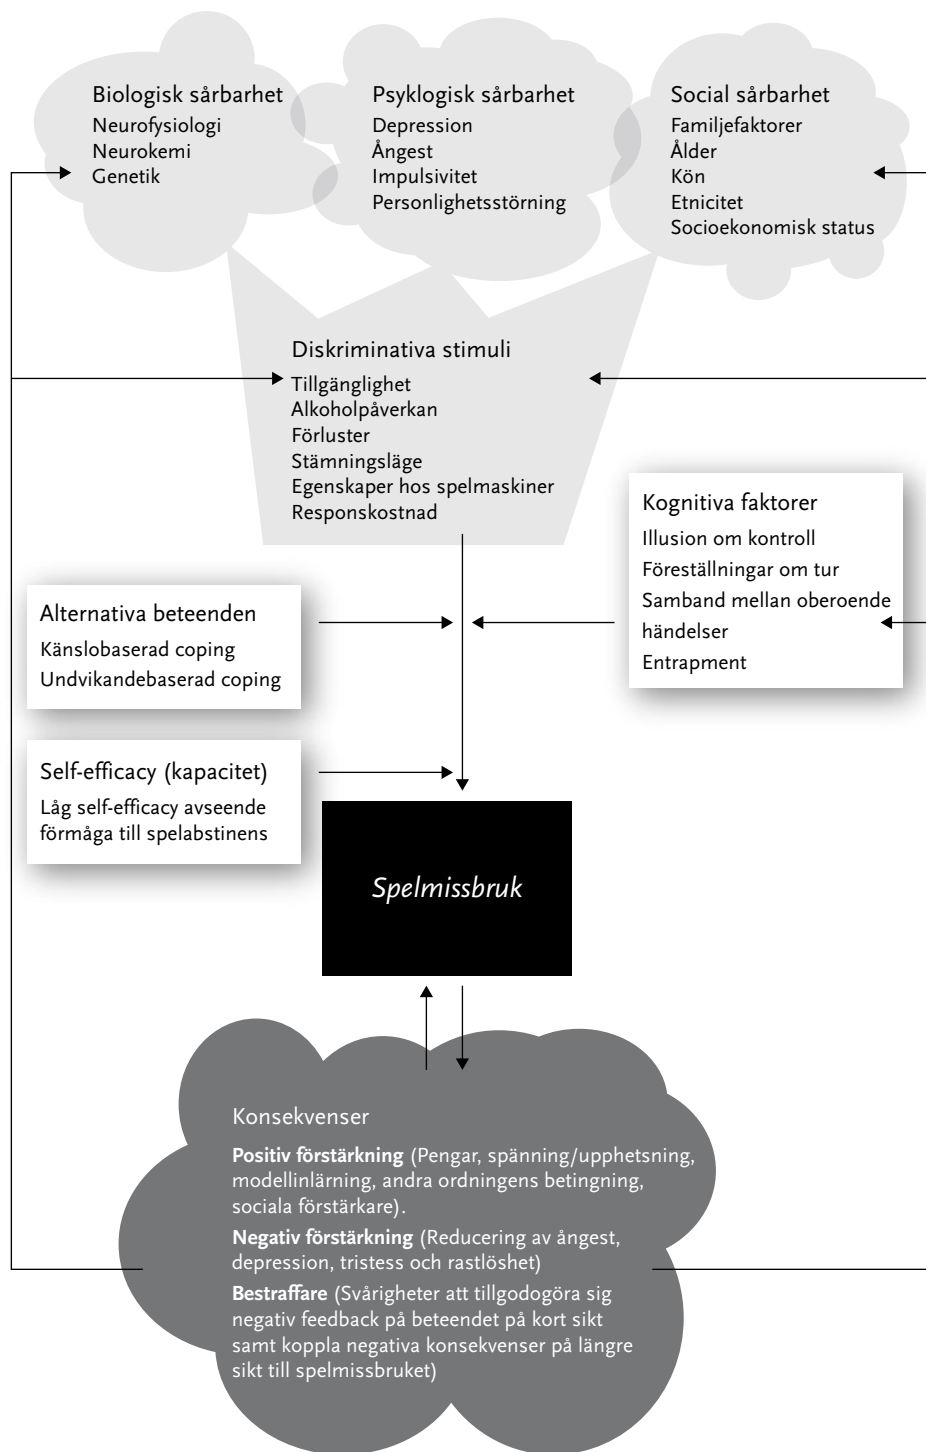 Biologisk sårbarhet
Neurofysiologi
Neurokemi
Genetik
Psyklogisk sårbarhet
Depression
Ångest
Impulsivitet
Personlighetsstörning
Social sårbarhet
Familjefaktorer
Ålder
Kön
Etnicitet
Socioekonomisk status
Diskriminativa stimuli
Tillgänglighet
Alkoholpåverkan
Förluster
Stämningsläge
Egenskaper hos spelmaskiner
Responskostnad
Kognitiva faktorer
Illusion om kontroll
Föreställningar om tur
Samband mellan oberoende
händelser
Entrapment
Alternativa beteenden
Känslobaserad coping
Undvikandebaserad coping
Self-efficacy (kapacitet)
Låg self-efficacy avseende
förmåga till spelabstinens
Spelmissbruk
Konsekvenser
Positiv förstärkning (Pengar, spänning/upphetsning,
modellinlärning, andra ordningens betingning,
sociala förstärkare).
Negativ förstärkning (Reducering av ångest,
depression, tristess och rastlöshet)
Bestraffare (Svårigheter att tillgodogöra sig
negativ feedback på beteendet på kort sikt
samt koppla negativa konsekvenser på längre
sikt till spelmissbruket)